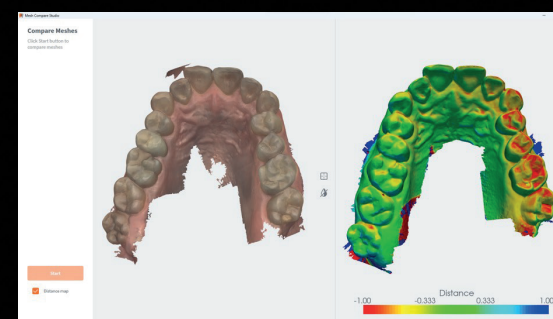 Mesh Compare Studio
Compare Meshes
Click Start button to
compare meshes.
Start
Distance map
Distance
-1.00 -0.333 0.333 1.00